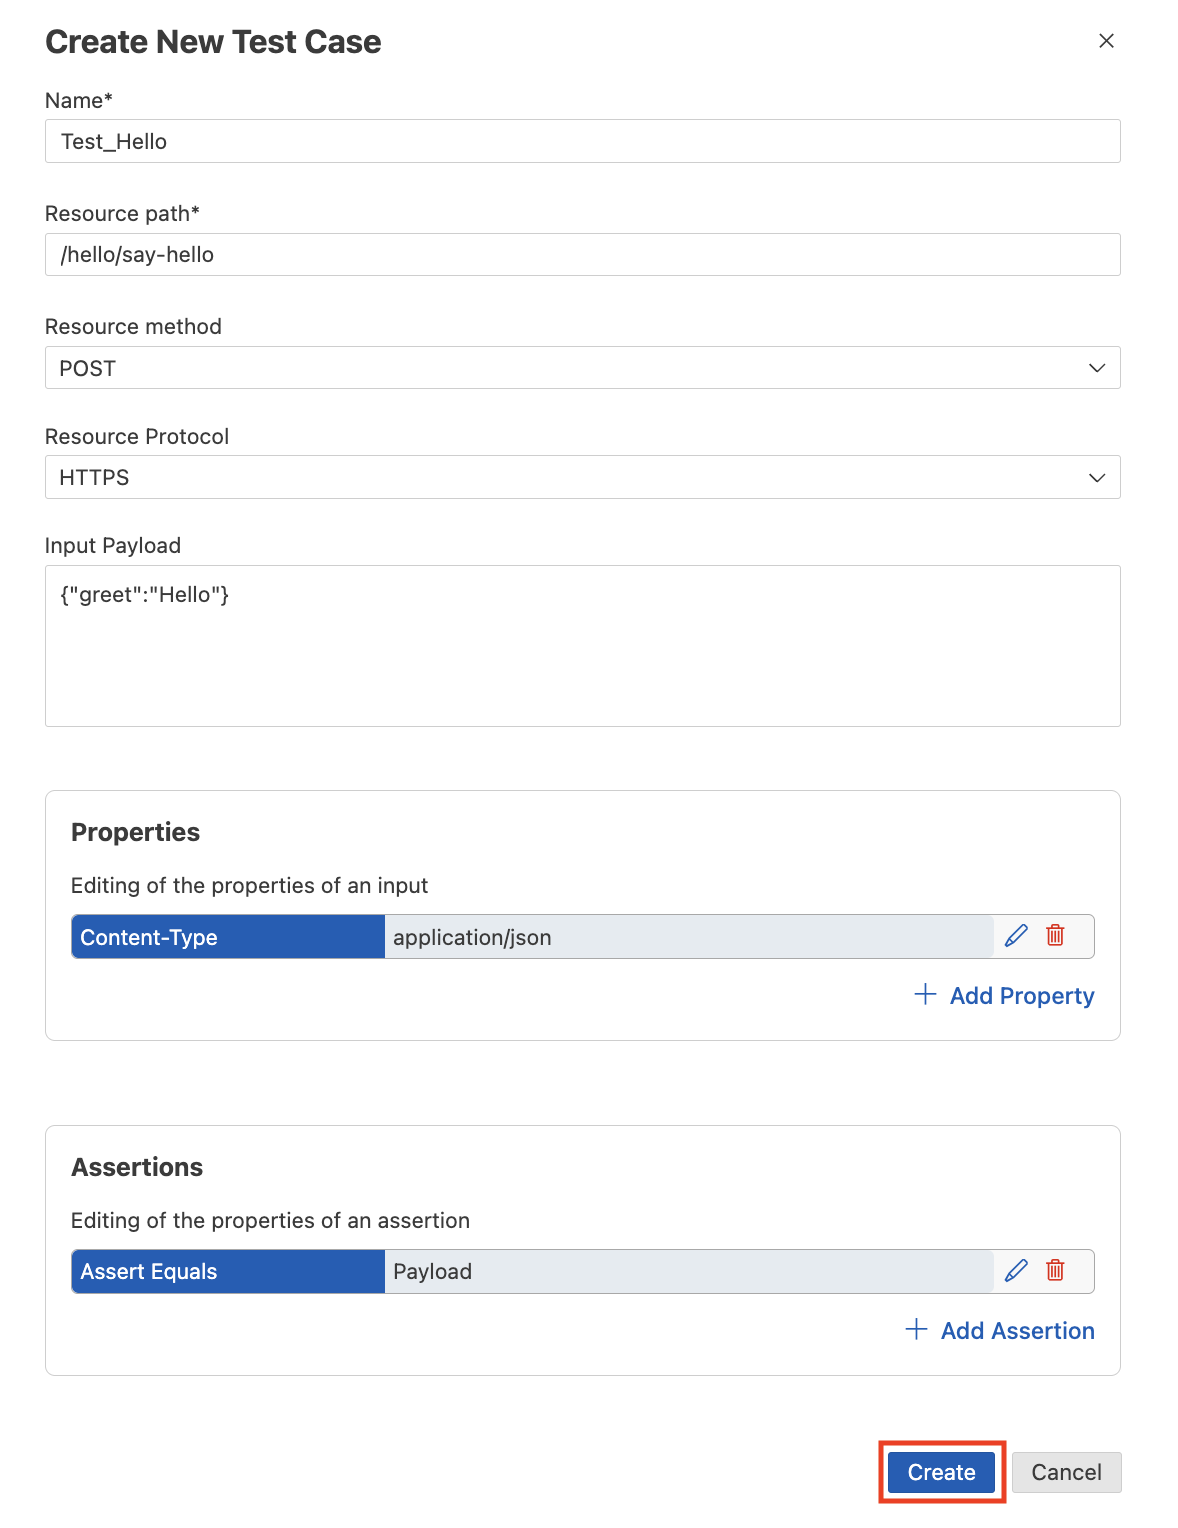 Create New Test Case
Name*
Test_Hello
Resource path*
/hello/say-hello
Resource method
POST
Resource Protocol
HTTPS
Input Payload
{"greet":"Hello"}
Properties
Editing of the properties of an input
Content-Type application/json
Add Property
Assertions
Editing of the properties of an assertion
Assert Equals Payload
Add Assertion
Create Cancel